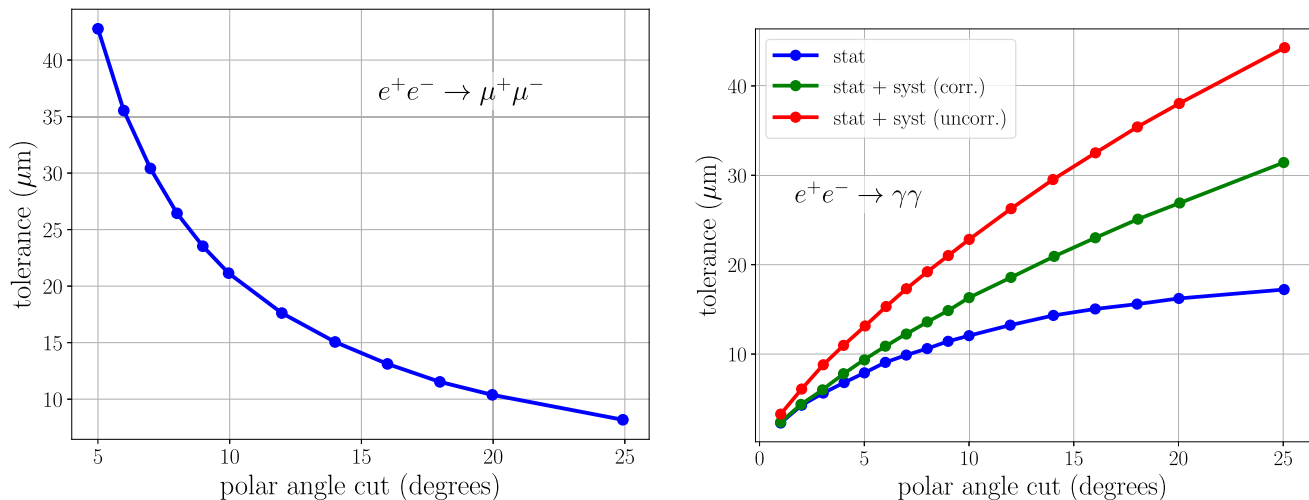 40
35
30
25
20
15
10
tolerance (μm)
e⁺e⁻ → μ⁺μ⁻
5 10 15 20 25
polar angle cut (degrees)
stat
stat + syst (corr.)
stat + syst (uncorr.)
40
30
20
10
tolerance (μm)
e⁺e⁻ → γγ
0 5 10 15 20 25
polar angle cut (degrees)